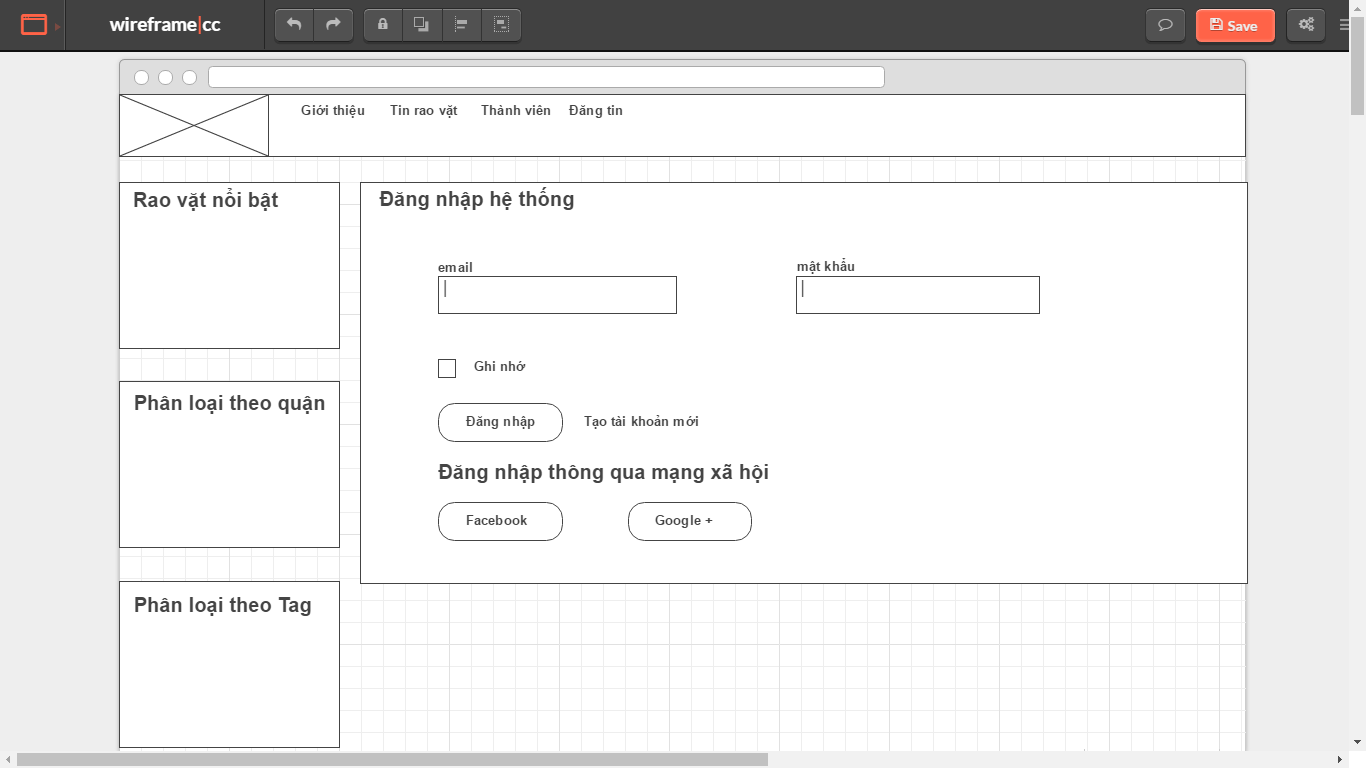 wireframe|cc
Save
Giới thiệu Tin rao vặt Thành viên Đăng tin
Rao vặt nổi bật
Đăng nhập hệ thống
email
mật khẩu
Ghi nhớ
Phân loại theo quận
Đăng nhập Tạo tài khoản mới
Đăng nhập thông qua mạng xã hội
Facebook Google +
Phân loại theo Tag